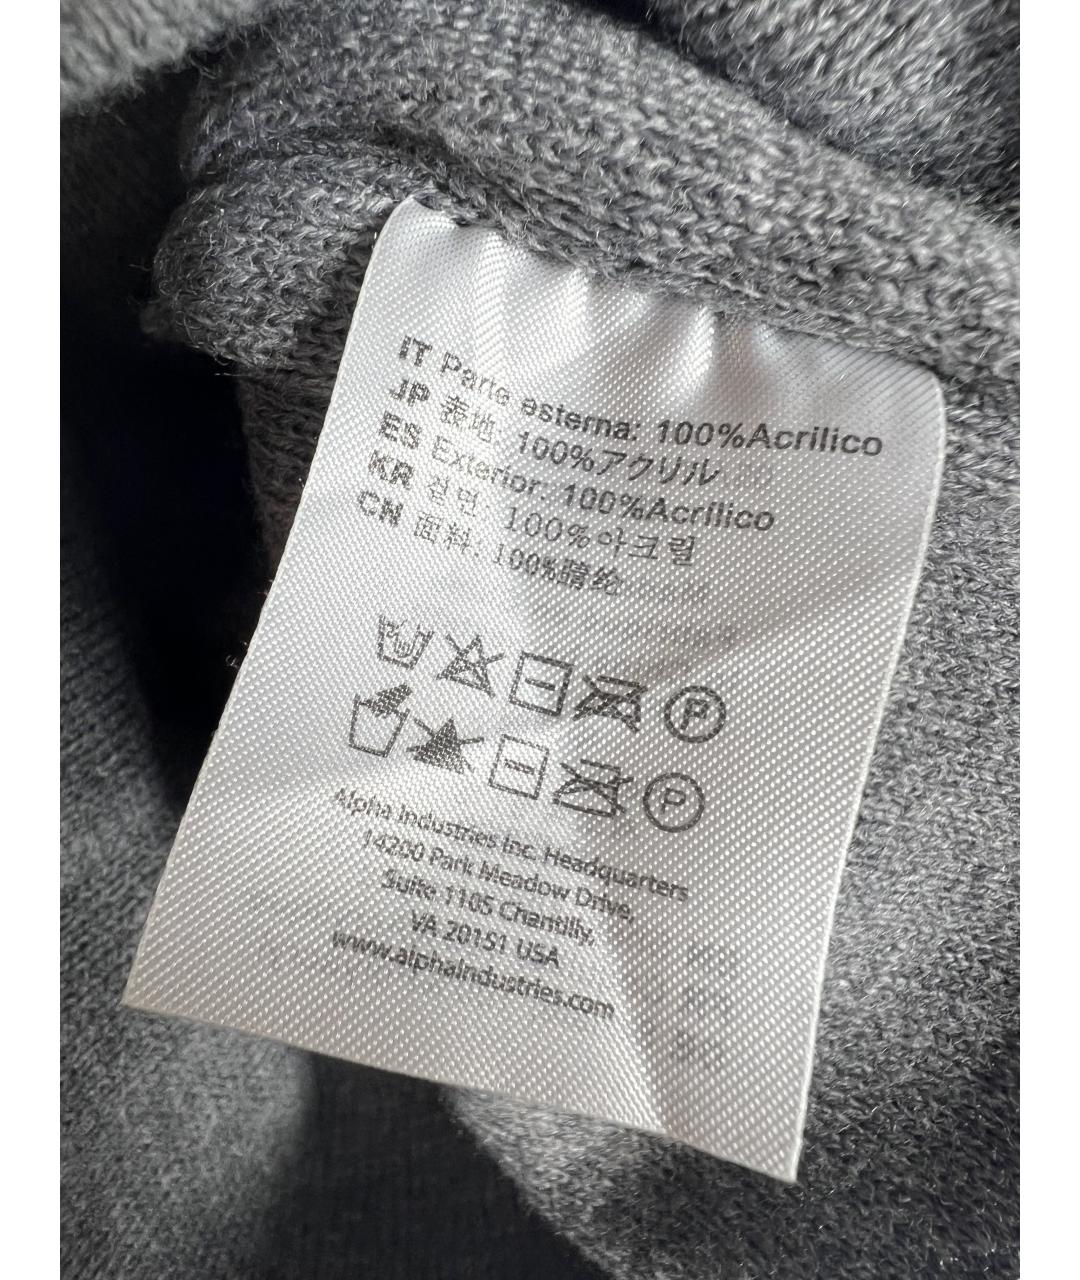 IT Parte esterna: 100%Acrilico
JP 表地: 100%アクリル
ES Exterior: 100%Acrílico
KR 겉면: 100%아크릴
CN 面料: 100%腈纶
P
P
Alpha Industries Inc. Headquarters
14200 Park Meadow Drive,
Suite 110S Chantilly,
VA 20151 USA
www.alphaIndustries.com